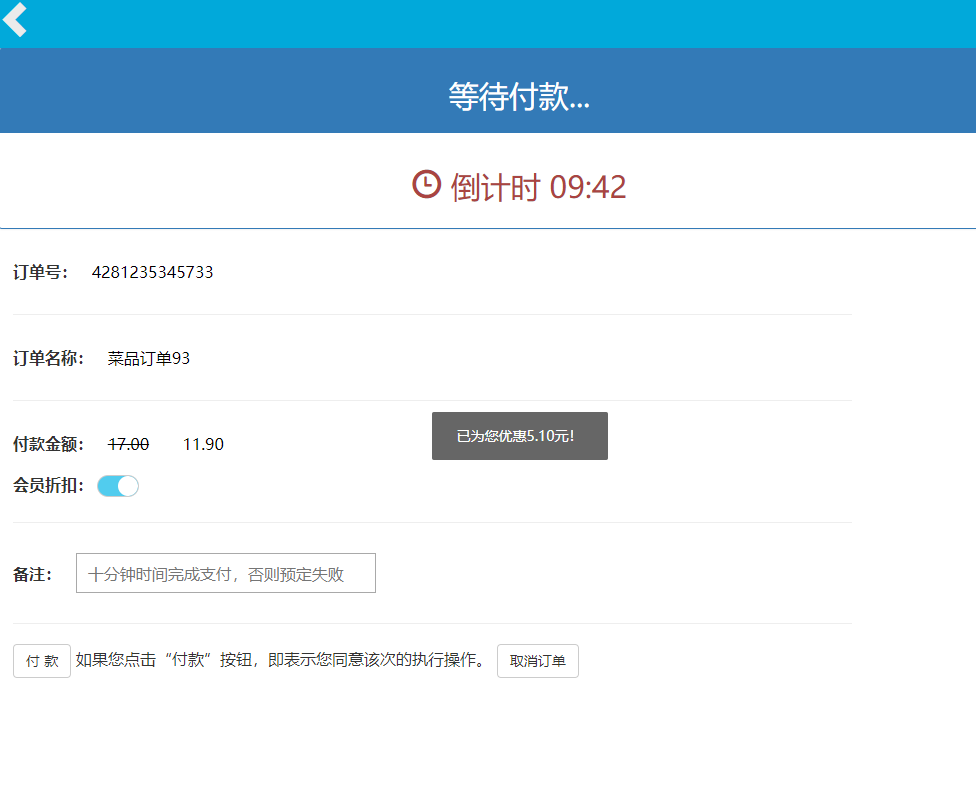 等待付款...
倒计时 09:42
订单号： 4281235345733
订单名称： 菜品订单93
付款金额： 17.00 11.90
已为您优惠5.10元!
会员折扣：
备注： 十分钟时间完成支付，否则预定失败
付 款 如果您点击“付款”按钮，即表示您同意该次的执行操作。 取消订单